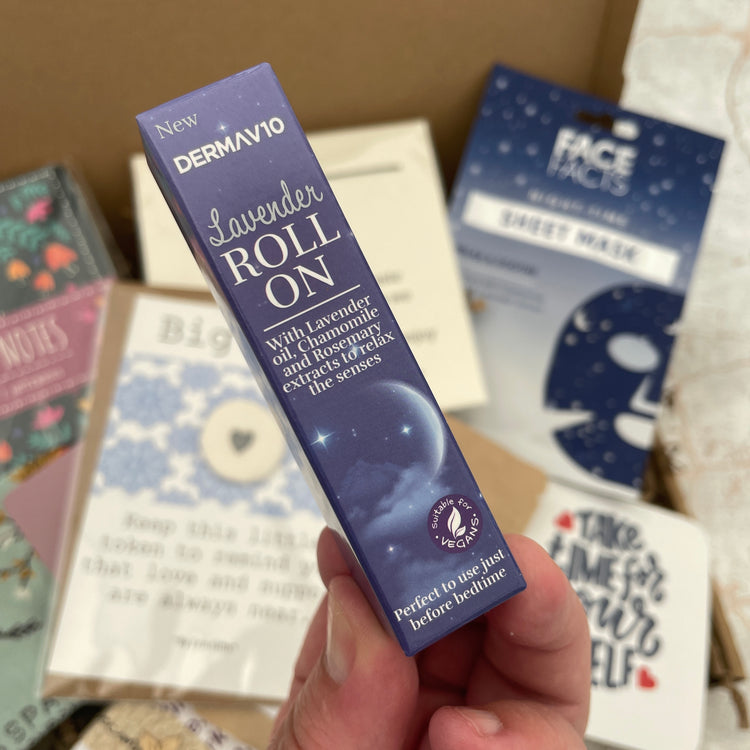 New
DERMAV10
Lavender
ROLL
ON
With Lavender
oil, Chamomile
and Rosemary
extracts to relax
the senses
suitable for
VEGANS
Perfect to use just
before bedtime
FACE
FACTS
SHEET MASK
NOTES
Big
Keep this little
token to remind you
that love and
are always near
TAKE
TIME for
YOUR
SELF
SPA